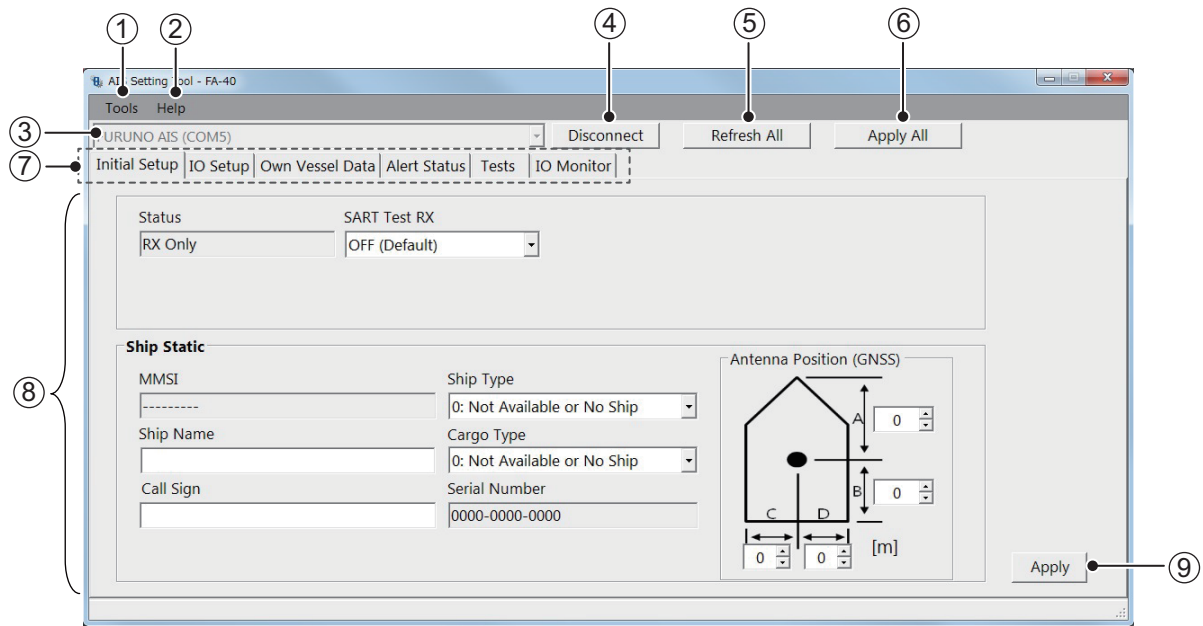 ① ② ④ ⑤ ⑥
AIS Setting Tool - FA-40
Tools Help
③ FURUNO AIS (COM5) Disconnect Refresh All Apply All
⑦ Initial Setup IO Setup Own Vessel Data Alert Status Tests IO Monitor
Status SART Test RX
RX Only OFF (Default)
Ship Static
Antenna Position (GNSS)
⑧
MMSI Ship Type
--------- 0: Not Available or No Ship
Ship Name Cargo Type
0: Not Available or No Ship
Call Sign Serial Number
0000-0000-0000
A 0
B 0
C D
0 0 [m]
Apply ⑨